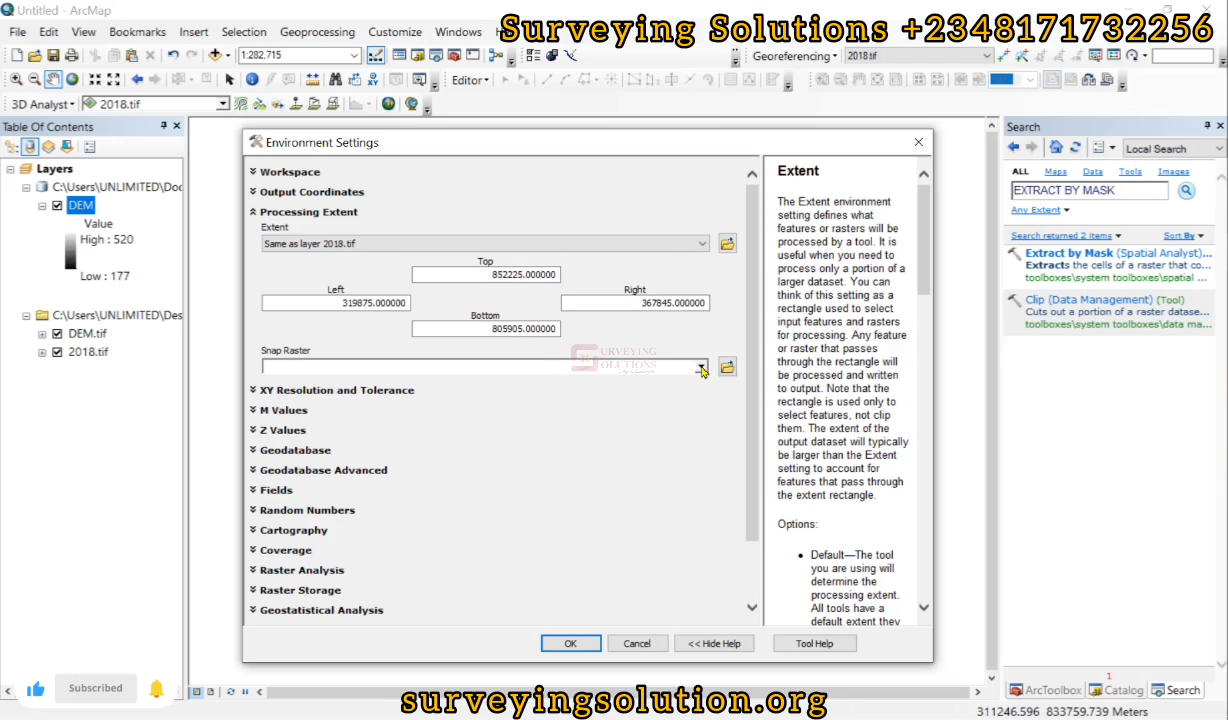 Untitled - ArcMap
Surveying Solutions +2348171732256
File Edit View Bookmarks Insert Selection Geoprocessing Customize Windows
1:282,715
Georeferencing
2018.tif
Editor
3D Analyst
2018.tif
Table Of Contents
Layers
C:\Users\UNLIMITED\Doc
DEM
Value
High : 520
Low : 177
C:\Users\UNLIMITED\Des
DEM.tif
2018.tif
Environment Settings
Workspace
Output Coordinates
Processing Extent
Extent
Same as layer 2018.tif
Top
852225.000000
Left
Right
319875.000000
367845.000000
Bottom
805905.000000
Snap Raster
SURVEYING
SOLUTIONS
XY Resolution and Tolerance
M Values
Z Values
Geodatabase
Geodatabase Advanced
Fields
Random Numbers
Cartography
Coverage
Raster Analysis
Raster Storage
Geostatistical Analysis
OK
Cancel
<< Hide Help
Tool Help
Extent
The Extent environment
setting defines what
features or rasters will be
processed by a tool. It is
useful when you need to
process only a portion of a
larger dataset. You can
think of this setting as a
rectangle used to select
input features and rasters
for processing. Any feature
or raster that passes
through the rectangle will
be processed and written
to output. Note that the
rectangle is used only to
select features, not clip
them. The extent of the
output dataset will typically
be larger than the Extent
setting to account for
features that pass through
the extent rectangle.
Options:
• Default—The tool
you are using will
determine the
processing extent.
All tools have a
default extent they
Search
Local Search
ALL Maps Data Tools Images
EXTRACT BY MASK
Any Extent
Search returned 2 items
Sort By
Extract by Mask (Spatial Analyst)...
Extracts the cells of a raster that co...
toolboxes\system toolboxes\spatial ...
Clip (Data Management) (Tool)
Cuts out a portion of a raster datase...
toolboxes\system toolboxes\data ma...
1
ArcToolbox
Catalog
Search
Subscribed
surveyingsolution.org
311246.596 833759.739 Meters